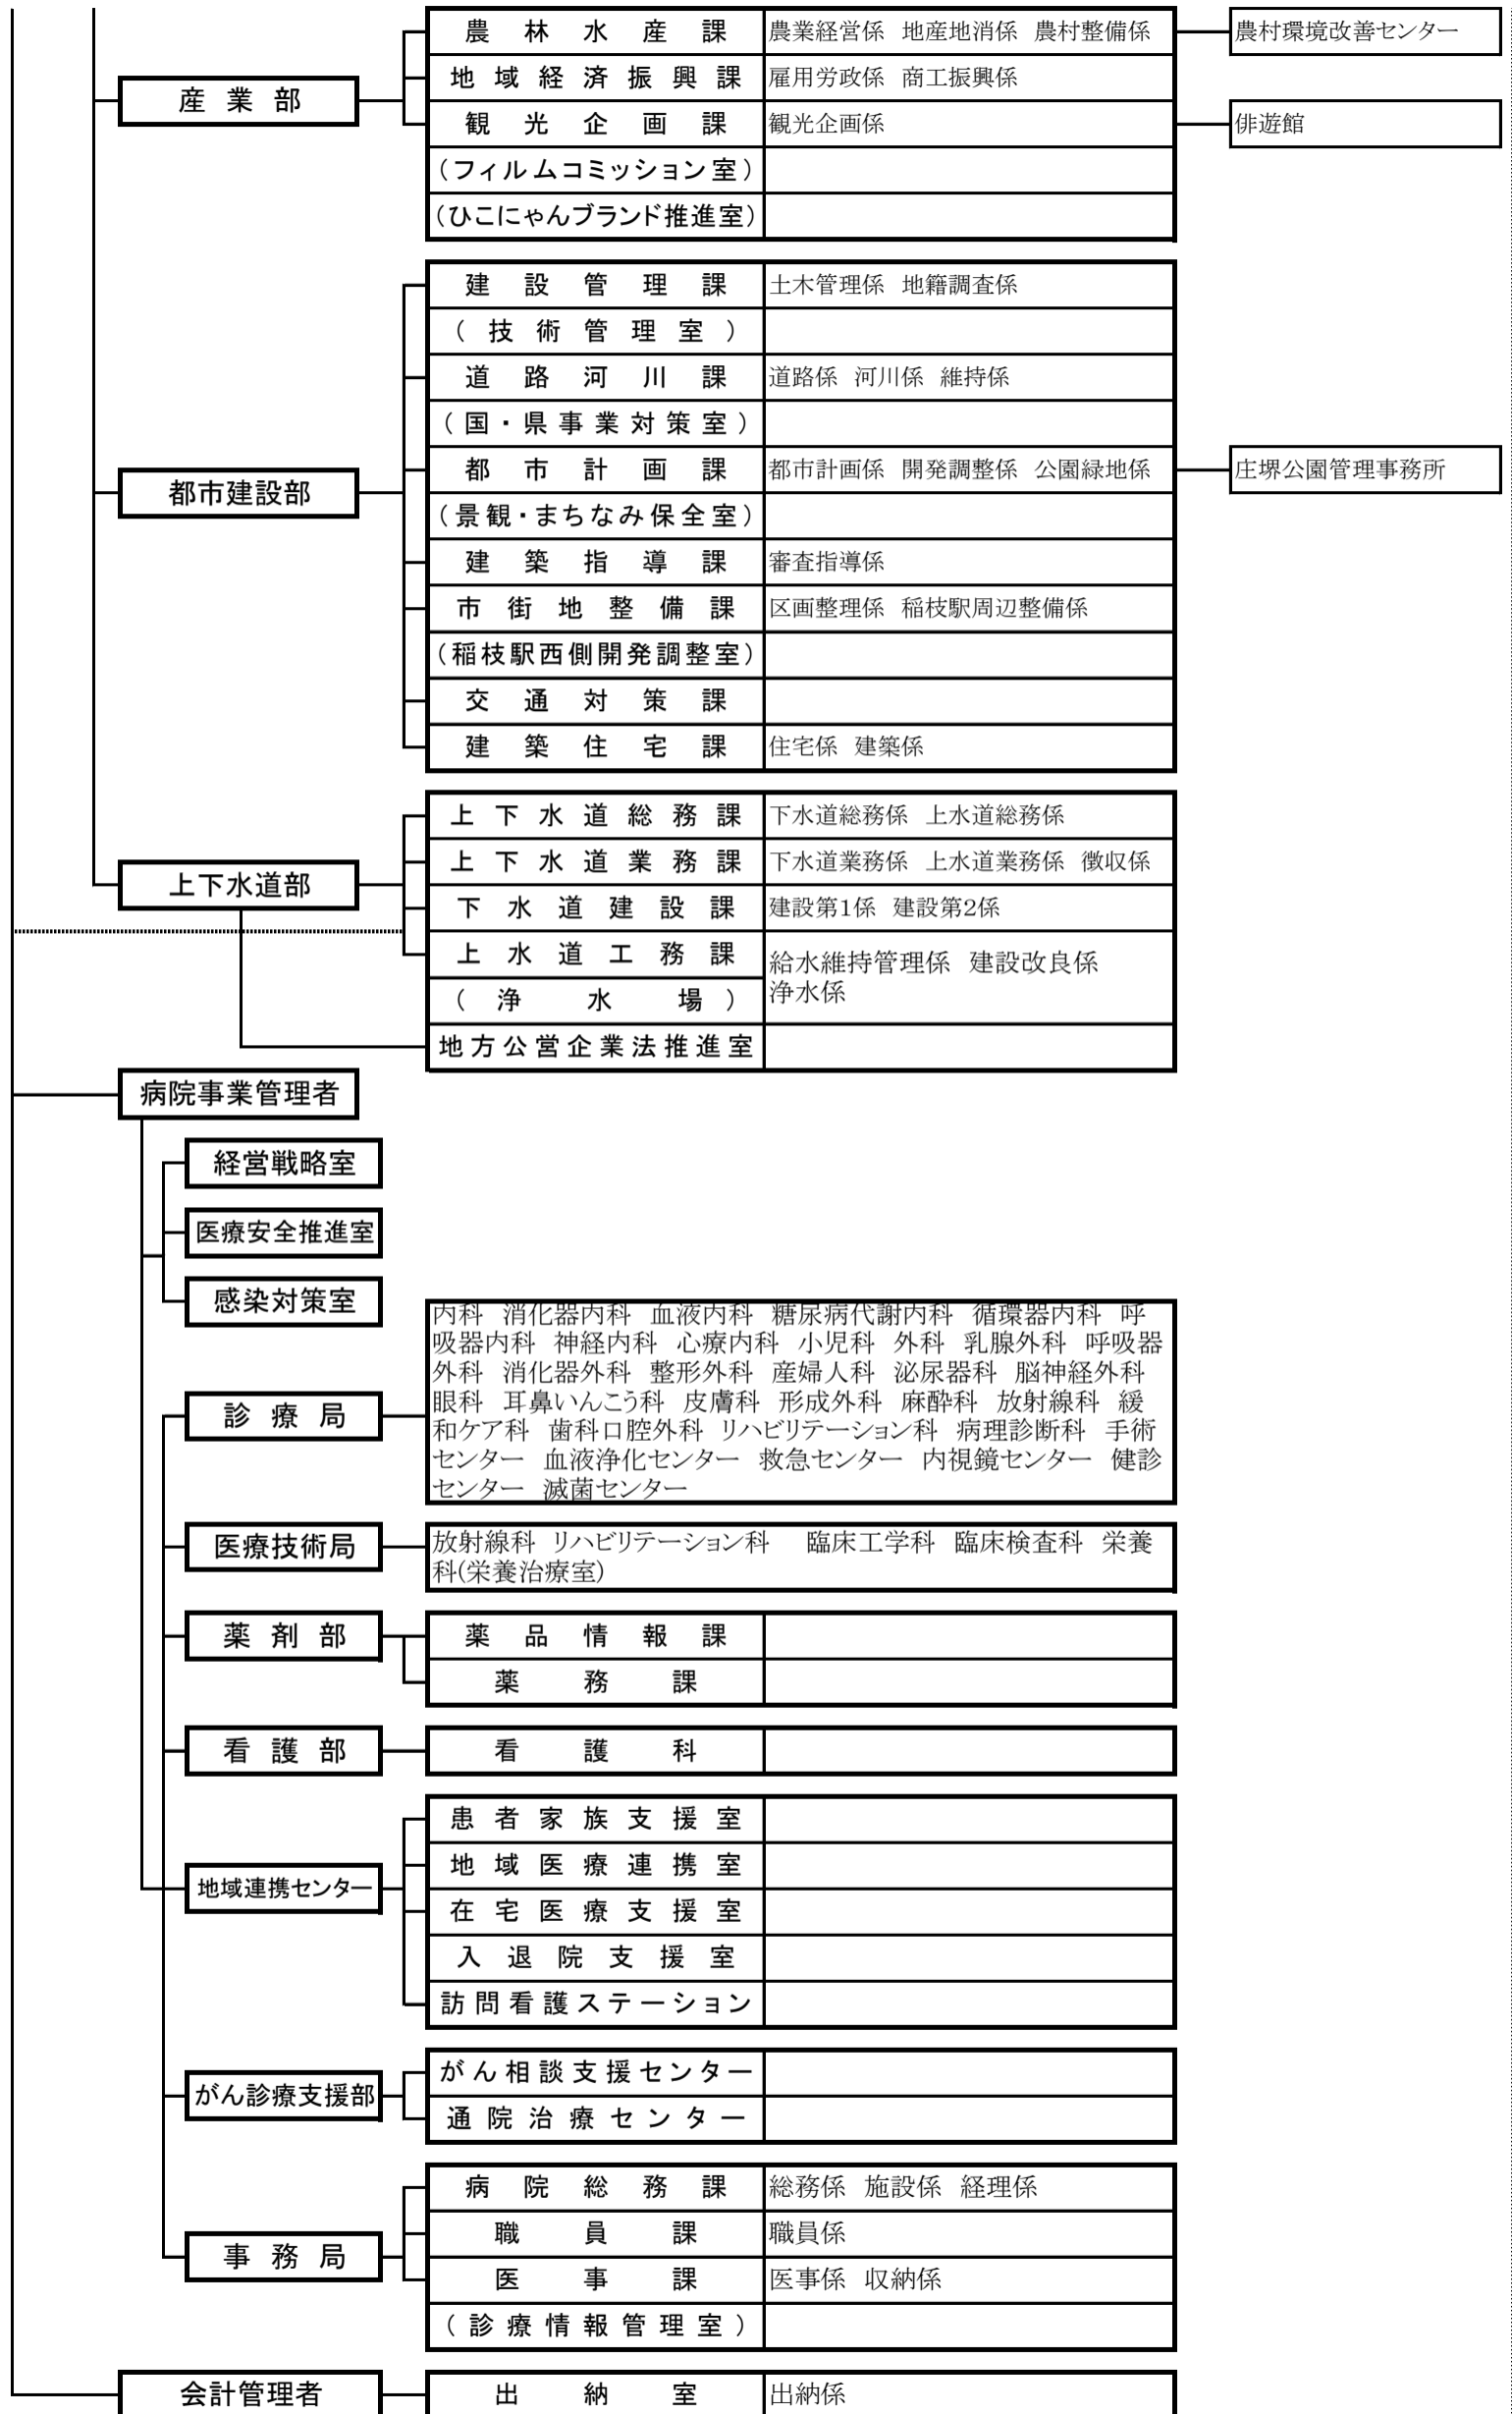 産業部
農林水産課 農業経営係 地産地消係 農村整備係 農村環境改善センター
地域経済振興課 雇用労政係 商工振興係
観光企画課 観光企画係 俳遊館
(フィルムコミッション室)
(ひこにゃんブランド推進室)
都市建設部
建設管理課 土木管理係 地籍調査係
(技術管理室)
道路河川課 道路係 河川係 維持係
(国・県事業対策室)
都市計画課 都市計画係 開発調整係 公園緑地係 庄堺公園管理事務所
(景観・まちなみ保全室)
建築指導課 審査指導係
市街地整備課 区画整理係 稲枝駅周辺整備係
(稲枝駅西側開発調整室)
交通対策課
建築住宅課 住宅係 建築係
上下水道部
上下水道総務課 下水道総務係 上水道総務係
上下水道業務課 下水道業務係 上水道業務係 徴収係
下水道建設課 建設第1係 建設第2係
上水道工務課 給水維持管理係 建設改良係
(浄水場) 浄水係
地方公営企業法推進室
病院事業管理者
経営戦略室
医療安全推進室
感染対策室
診療局
内科 消化器内科 血液内科 糖尿病代謝内科 循環器内科 呼
吸器内科 神経内科 心療内科 小児科 外科 乳腺外科 呼吸器
外科 消化器外科 整形外科 産婦人科 泌尿器科 脳神経外科
眼科 耳鼻いんこう科 皮膚科 形成外科 麻酔科 放射線科 緩
和ケア科 歯科口腔外科 リハビリテーション科 病理診断科 手術
センター 血液浄化センター 救急センター 内視鏡センター 健診
センター 滅菌センター
医療技術局
放射線科 リハビリテーション科 臨床工学科 臨床検査科 栄養
科(栄養治療室)
薬剤部
薬品情報課
薬務課
看護部
看護科
地域連携センター
患者家族支援室
地域医療連携室
在宅医療支援室
入退院支援室
訪問看護ステーション
がん診療支援部
がん相談支援センター
通院治療センター
事務局
病院総務課 総務係 施設係 経理係
職員課 職員係
医事課 医事係 収納係
(診療情報管理室)
会計管理者
出納室 出納係